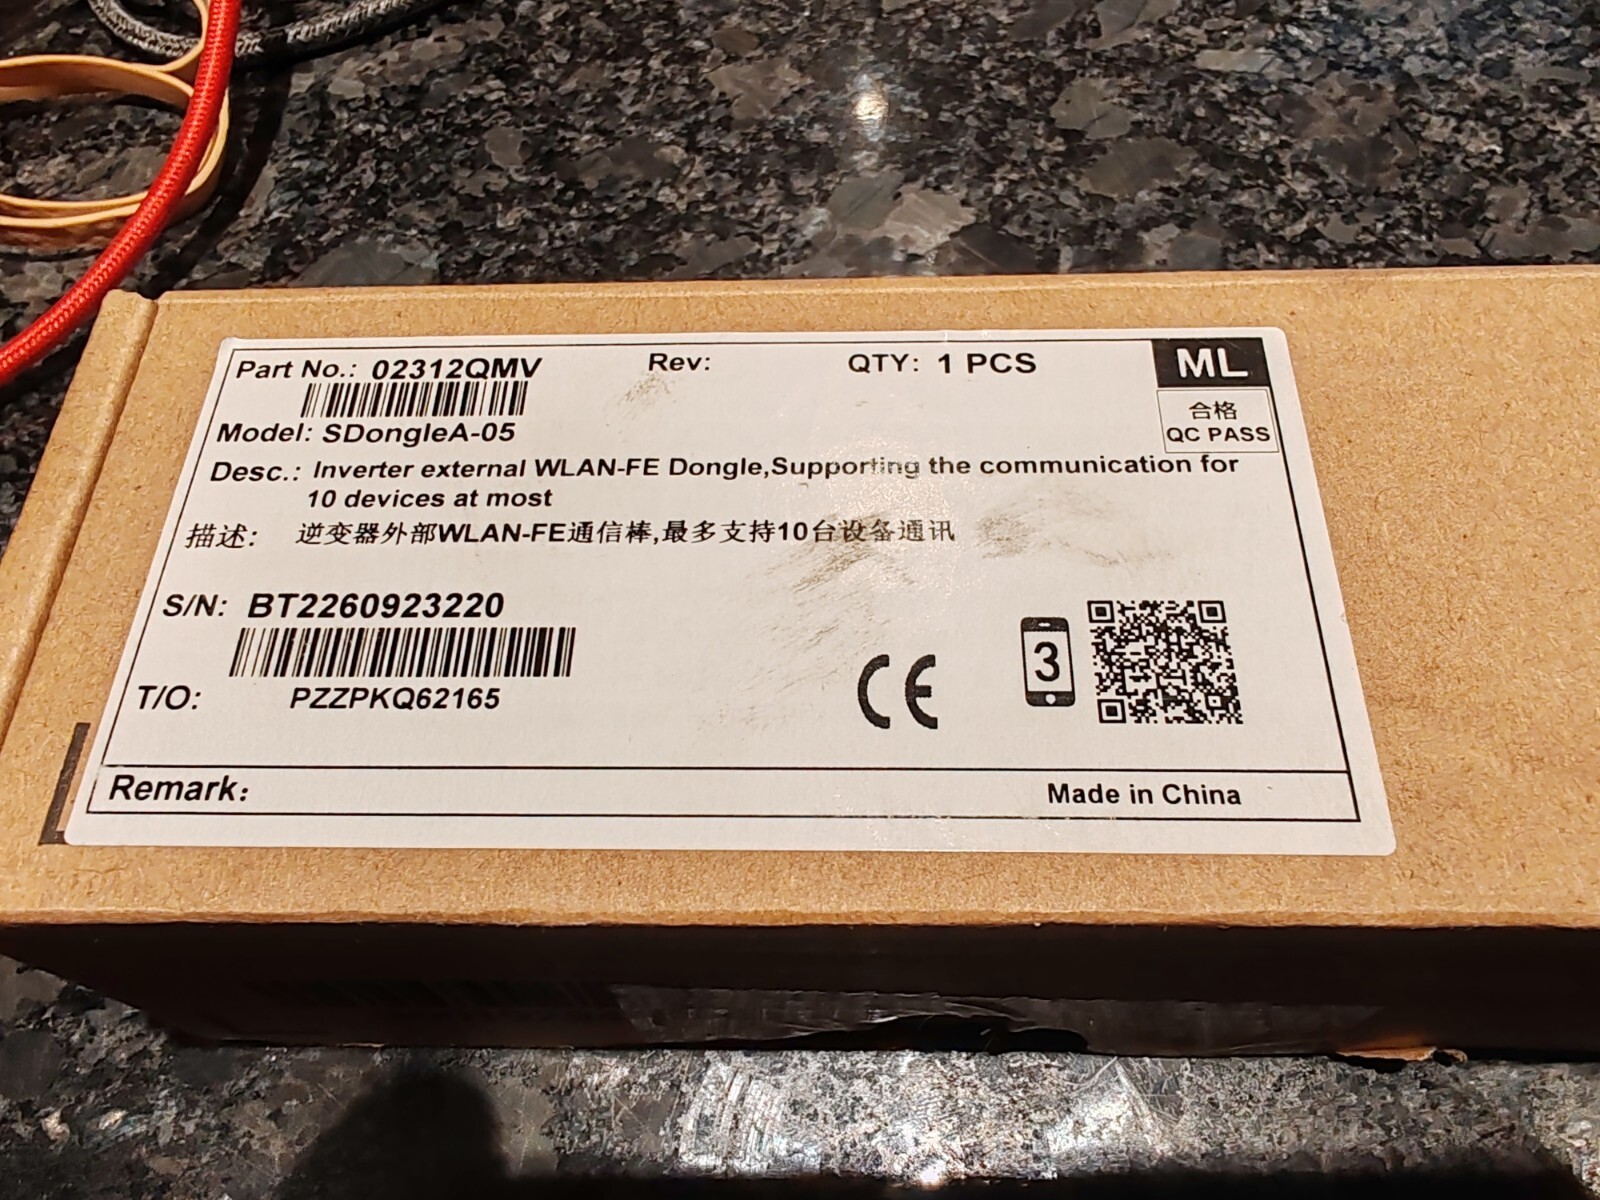 Part No.: 02312QMV Rev: QTY: 1 PCS ML
合格
QC PASS
Model: SDongleA-05
Desc.: Inverter external WLAN-FE Dongle,Supporting the communication for
10 devices at most
描述: 逆变器外部WLAN-FE通信棒,最多支持10台设备通讯
S/N: BT2260923220
3
T/O: PZZPKQ62165
CE
Remark:
Made in China